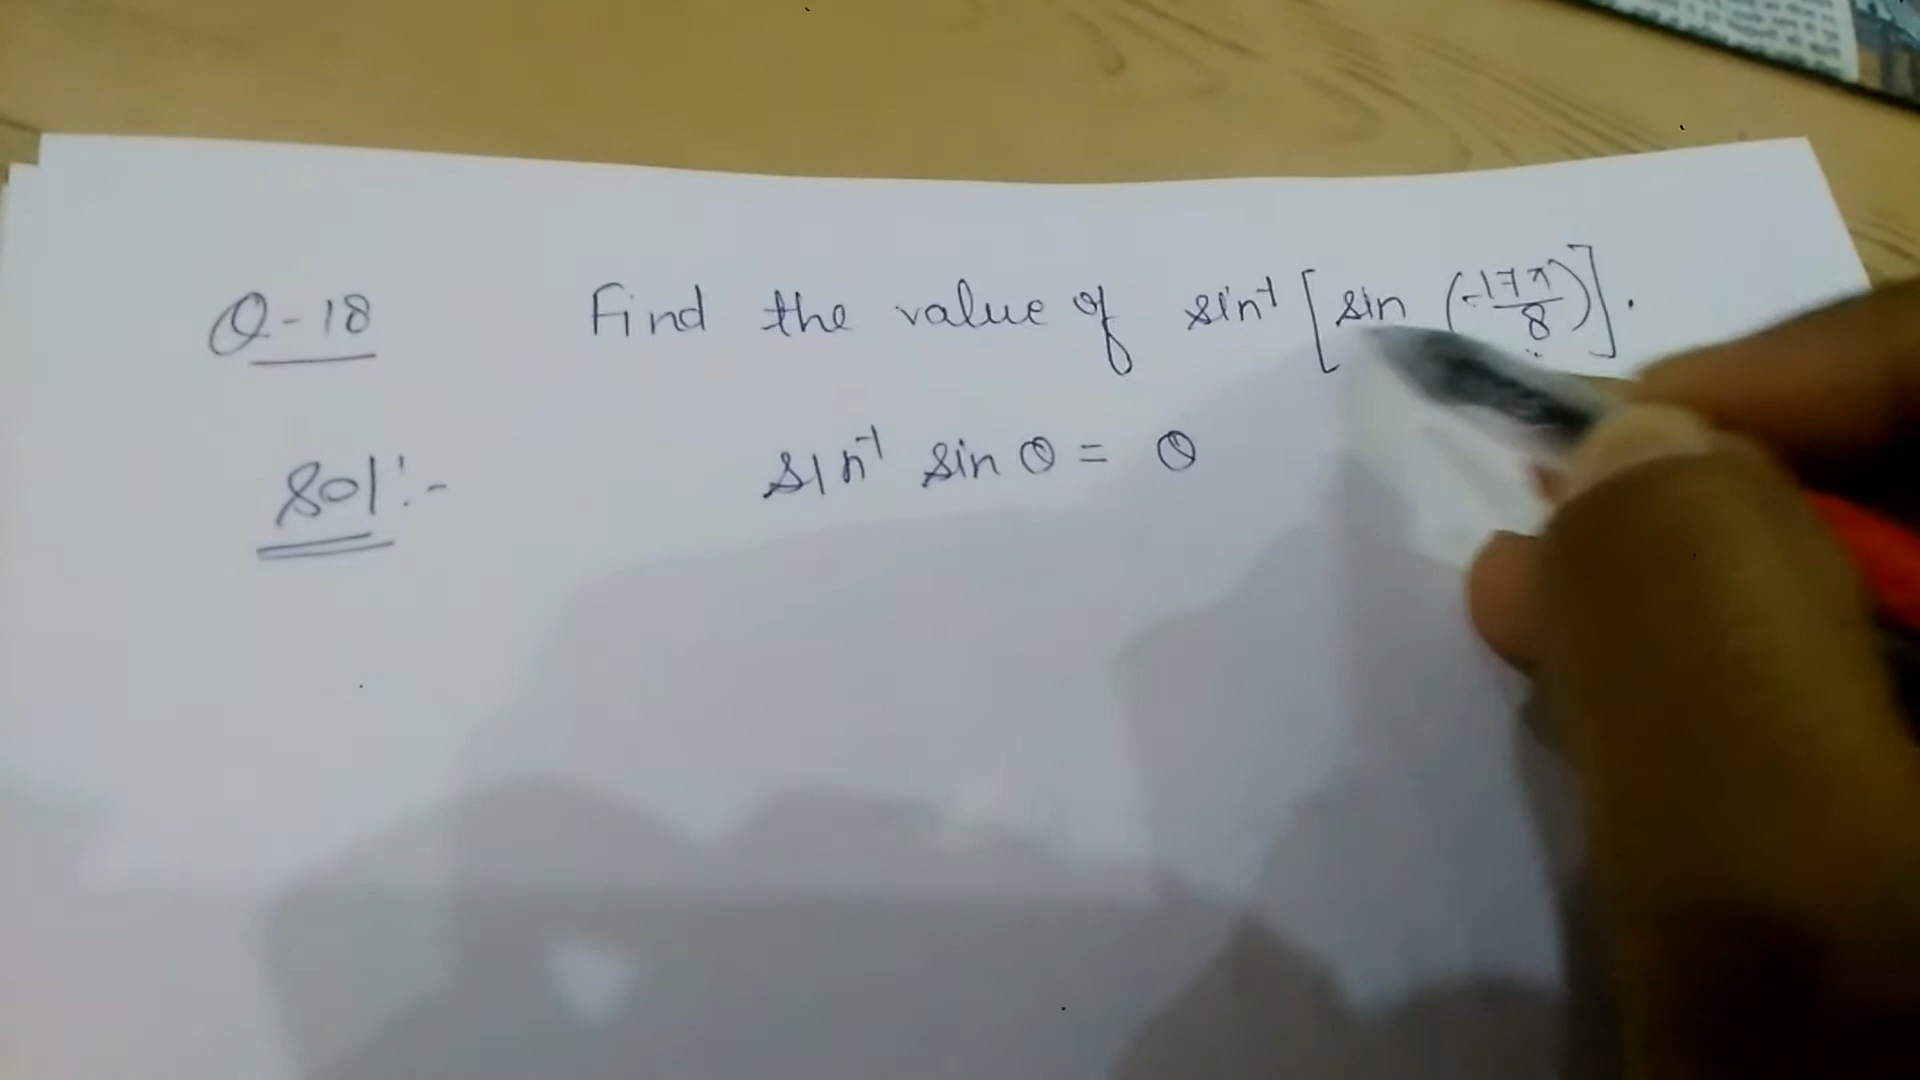 Q-18 Find the value of sin⁻¹ [sin (-17π/8)].
Sol:- sin⁻¹ sin θ = θ